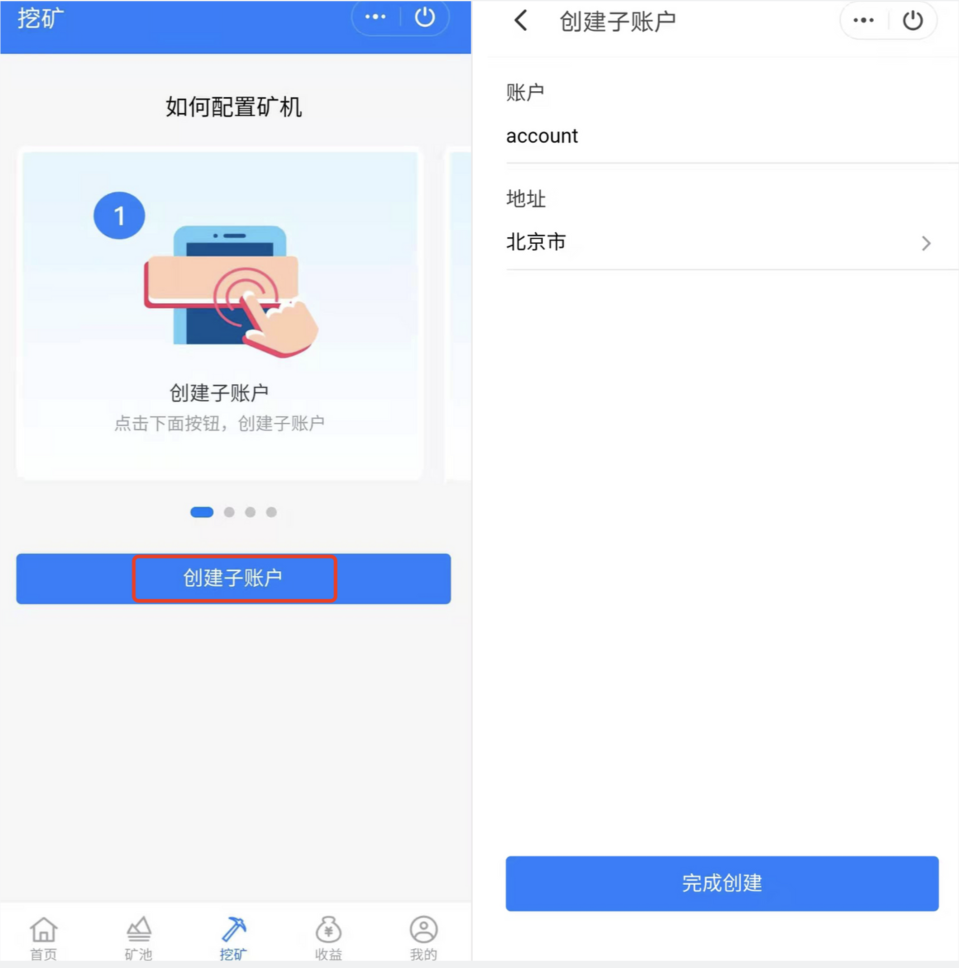 挖矿
如何配置矿机
1
创建子账户
点击下面按钮，创建子账户
创建子账户
首页
矿池
挖矿
收益
我的
创建子账户
账户
account
地址
北京市
完成创建